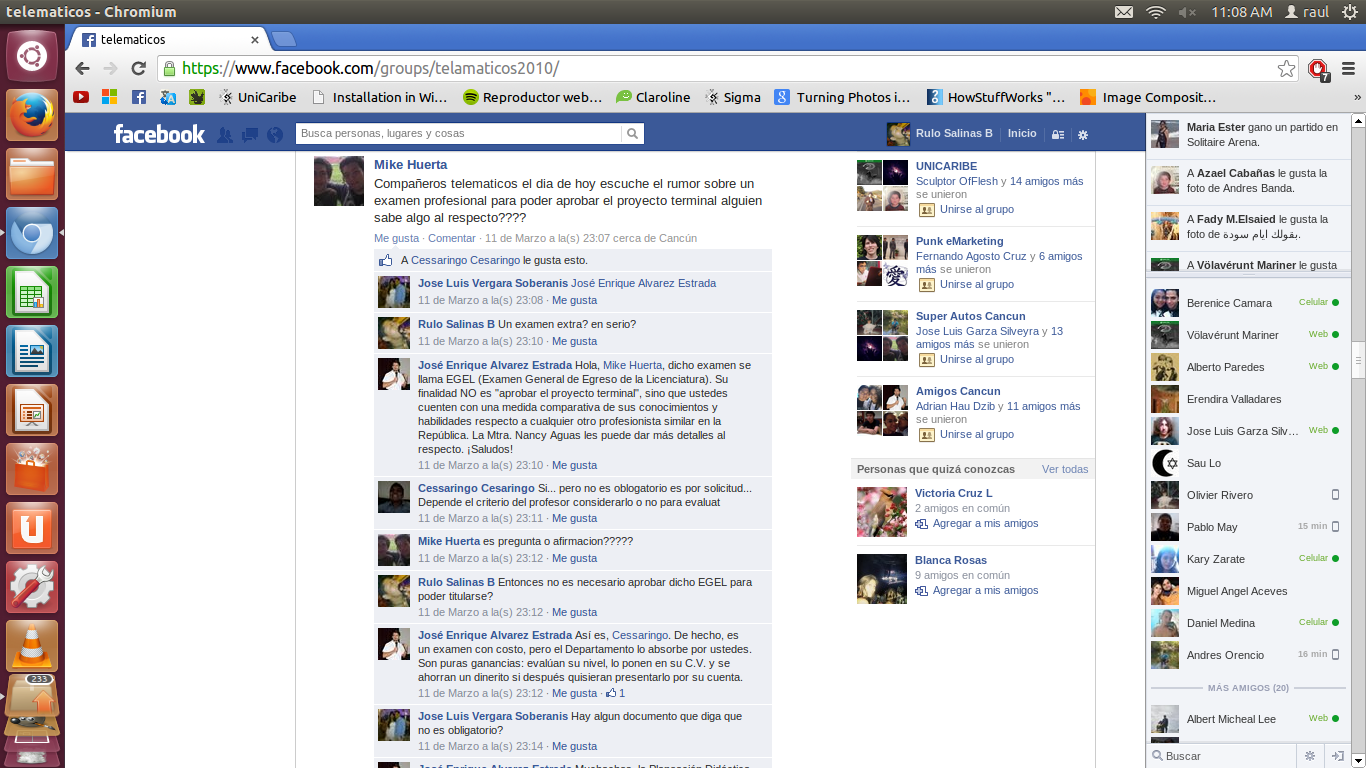 telematicos - Chromium
11:08 AM raul
telematicos
https://www.facebook.com/groups/telamaticos2010/
7
UniCaribe
Installation in Wi...
Reproductor web...
Claroline
Sigma
Turning Photos i...
HowStuffWorks "...
Image Composit...
»
facebook
Busca personas, lugares y cosas
Rulo Salinas B
Inicio
Mike Huerta
Compañeros telematicos el dia de hoy escuche el rumor sobre un
examen profesional para poder aprobar el proyecto terminal alguien
sabe algo al respecto????
Me gusta · Comentar · 11 de Marzo a la(s) 23:07 cerca de Cancún
A Cessaringo Cesaringo le gusta esto.
Jose Luis Vergara Soberanis José Enrique Alvarez Estrada
11 de Marzo a la(s) 23:08 · Me gusta
Rulo Salinas B Un examen extra? en serio?
11 de Marzo a la(s) 23:10 · Me gusta
José Enrique Alvarez Estrada Hola, Mike Huerta, dicho examen se
llama EGEL (Examen General de Egreso de la Licenciatura). Su
finalidad NO es "aprobar el proyecto terminal", sino que ustedes
cuenten con una medida comparativa de sus conocimientos y
habilidades respecto a cualquier otro profesionista similar en la
República. La Mtra. Nancy Aguas les puede dar más detalles al
respecto. ¡Saludos!
11 de Marzo a la(s) 23:10 · Me gusta
Cessaringo Cesaringo Si... pero no es oblogatorio es por solicitud...
Depende el criterio del profesor considerarlo o no para evaluat
11 de Marzo a la(s) 23:11 · Me gusta
Mike Huerta es pregunta o afirmacion?????
11 de Marzo a la(s) 23:12 · Me gusta
Rulo Salinas B Entonces no es necesario aprobar dicho EGEL para
poder titularse?
11 de Marzo a la(s) 23:12 · Me gusta
José Enrique Alvarez Estrada Así es, Cessaringo. De hecho, es
un examen con costo, pero el Departamento lo absorbe por ustedes.
Son puras ganancias: evalúan su nivel, lo ponen en su C.V. y se
ahorran un dinerito si después quisieran presentarlo por su cuenta.
11 de Marzo a la(s) 23:12 · Me gusta · 1
Jose Luis Vergara Soberanis Hay algun documento que diga que
no es obligatorio?
11 de Marzo a la(s) 23:14 · Me gusta
José Enrique Alvarez Estrada Muchachos, la Planeación Didáctica
UNICARIBE
Sculptor OfFlesh y 14 amigos más
se unieron
Unirse al grupo
Punk eMarketing
Fernando Agosto Cruz y 6 amigos
más se unieron
Unirse al grupo
愛
Super Autos Cancun
Jose Luis Garza Silveyra y 13
amigos más se unieron
Unirse al grupo
Amigos Cancun
Adrian Hau Dzib y 11 amigos más
se unieron
Unirse al grupo
Personas que quizá conozcas
Ver todas
Victoria Cruz L
2 amigos en común
Agregar a mis amigos
Blanca Rosas
9 amigos en común
Agregar a mis amigos
Maria Ester gano un partido en
Solitaire Arena.
A Azael Cabañas le gusta la
foto de Andres Banda.
A Fady M.Elsaied le gusta la
foto de بقولك ايام سودة.
A Völavérunt Mariner le gusta
Berenice Camara Celular
Völavérunt Mariner Web
Alberto Paredes Web
Erendira Valladares
Jose Luis Garza Silv... Web
Sau Lo
Olivier Rivero
Pablo May 15 min
Kary Zarate Celular
Miguel Angel Aceves
Daniel Medina Celular
Andres Orencio 16 min
MÁS AMIGOS (20)
Albert Micheal Lee Web
Buscar
233